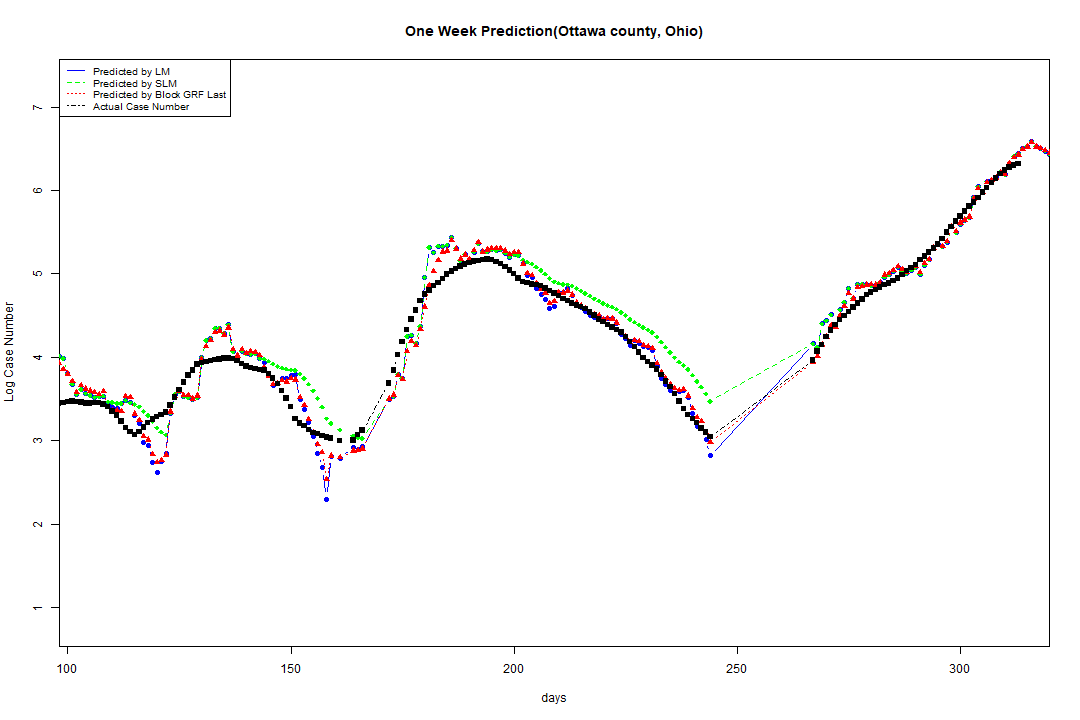 One Week Prediction(Ottawa county, Ohio)
Predicted by LM
Predicted by SLM
Predicted by Block GRF Last
Actual Case Number
7
6
5
4
3
2
1
Log Case Number
100 150 200 250 300
days